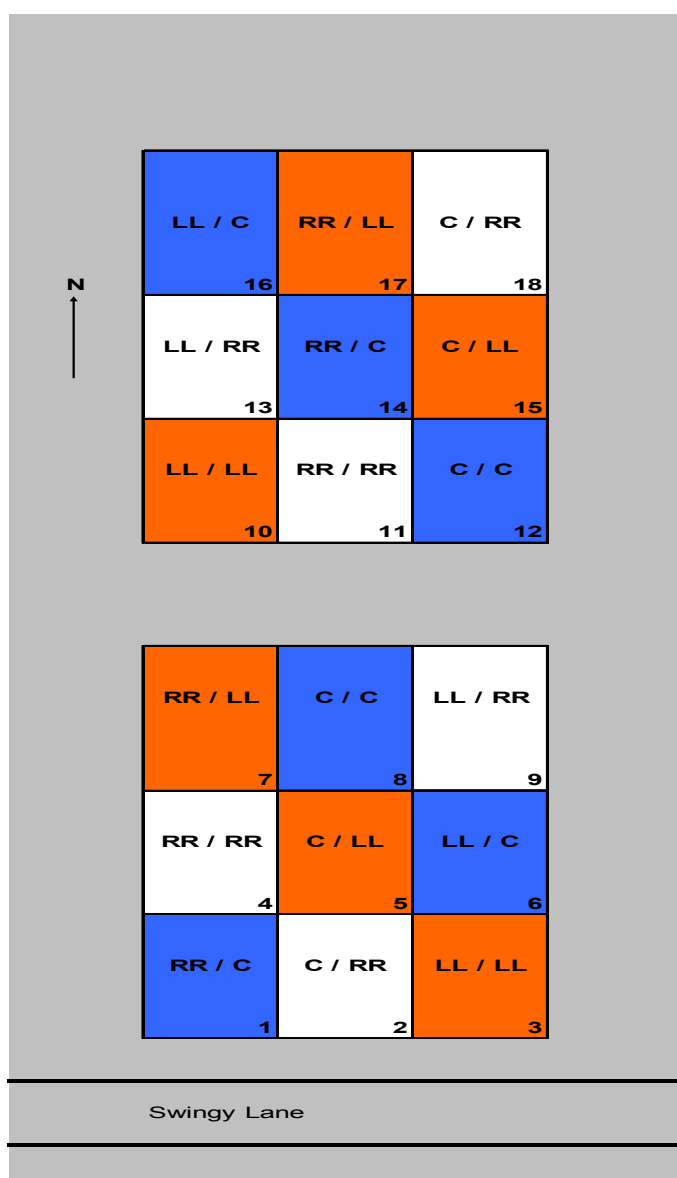 LL / C
RR / LL
C / RR
N
16
17
18
LL / RR
RR / C
C / LL
13
14
15
LL / LL
RR / RR
C / C
10
11
12
RR / LL
C / C
LL / RR
7
8
9
RR / RR
C / LL
LL / C
4
5
6
RR / C
C / RR
LL / LL
1
2
3
Swingy Lane